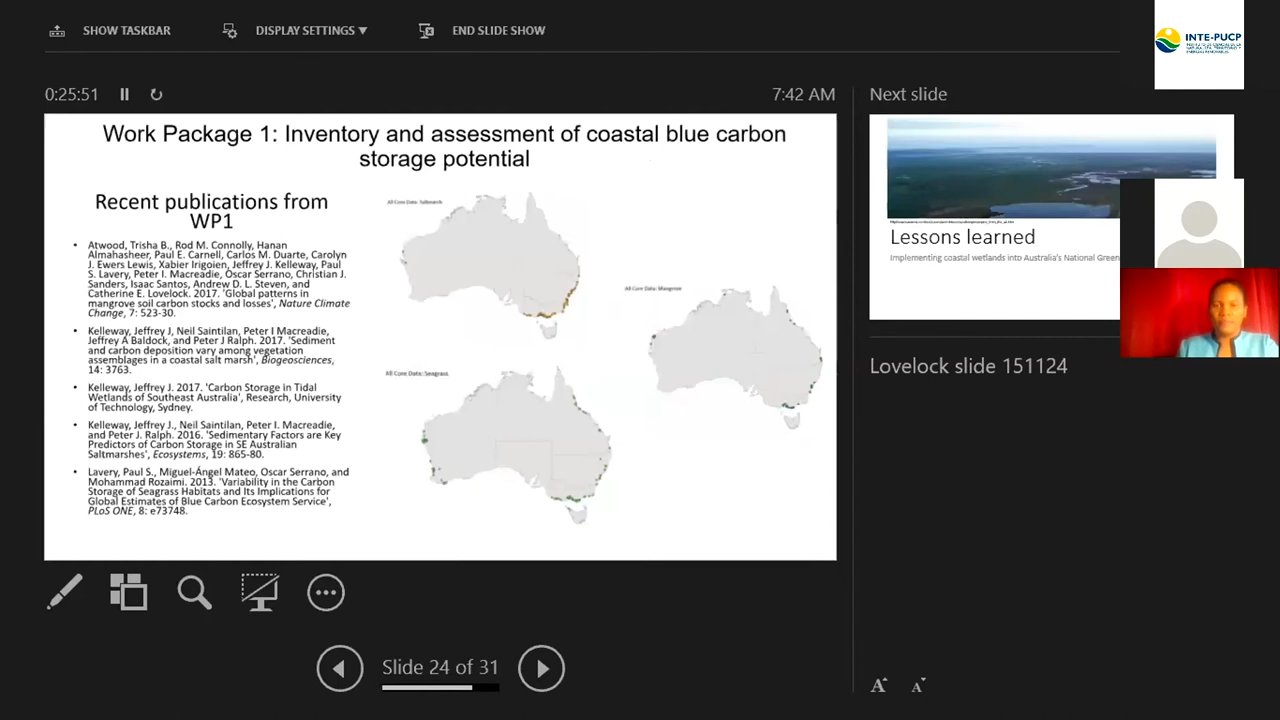 SHOW TASKBAR
DISPLAY SETTINGS ▼
END SLIDE SHOW
INTE-PUCP
0:25:51
7:42 AM
Next slide
Work Package 1: Inventory and assessment of coastal blue carbon
storage potential
Recent publications from
WP1
• Atwood, Trisha B., Rod M. Connolly, Hanan
Almahasheer, Paul E. Carnell, Carlos M. Duarte, Carolyn
J. Ewers Lewis, Xabier Irigoien, Jeffrey J. Kelleway, Paul
S. Lavery, Peter I. Macreadie, Oscar Serrano, Christian J.
Sanders, Isaac Santos, Andrew D. L. Steven, and
Catherine E. Lovelock. 2017. 'Global patterns in
mangrove soil carbon stocks and losses', Nature Climate
Change, 7: 523-30.
• Kelleway, Jeffrey J, Neil Saintilan, Peter I Macreadie,
Jeffrey A Baldock, and Peter J Ralph. 2017. 'Sediment
and carbon deposition vary among vegetation
assemblages in a coastal salt marsh', Biogeosciences,
14: 3763.
• Kelleway, Jeffrey J. 2017. 'Carbon Storage in Tidal
Wetlands of Southeast Australia', Research, University
of Technology, Sydney.
• Kelleway, Jeffrey J., Neil Saintilan, Peter I. Macreadie,
and Peter J. Ralph. 2016. 'Sedimentary Factors are Key
Predictors of Carbon Storage in SE Australian
Saltmarshes', Ecosystems, 19: 865-80.
• Lavery, Paul S., Miguel-Ángel Mateo, Oscar Serrano, and
Mohammad Rozaimi. 2013. 'Variability in the Carbon
Storage of Seagrass Habitats and Its Implications for
Global Estimates of Blue Carbon Ecosystem Service',
PLoS ONE, 8: e73748.
All Core Data: Saltmarsh
All Core Data: Mangrove
All Core Data: Seagrass
Lessons learned
Implementing coastal wetlands into Australia's National Green
Lovelock slide 151124
Slide 24 of 31
A
A